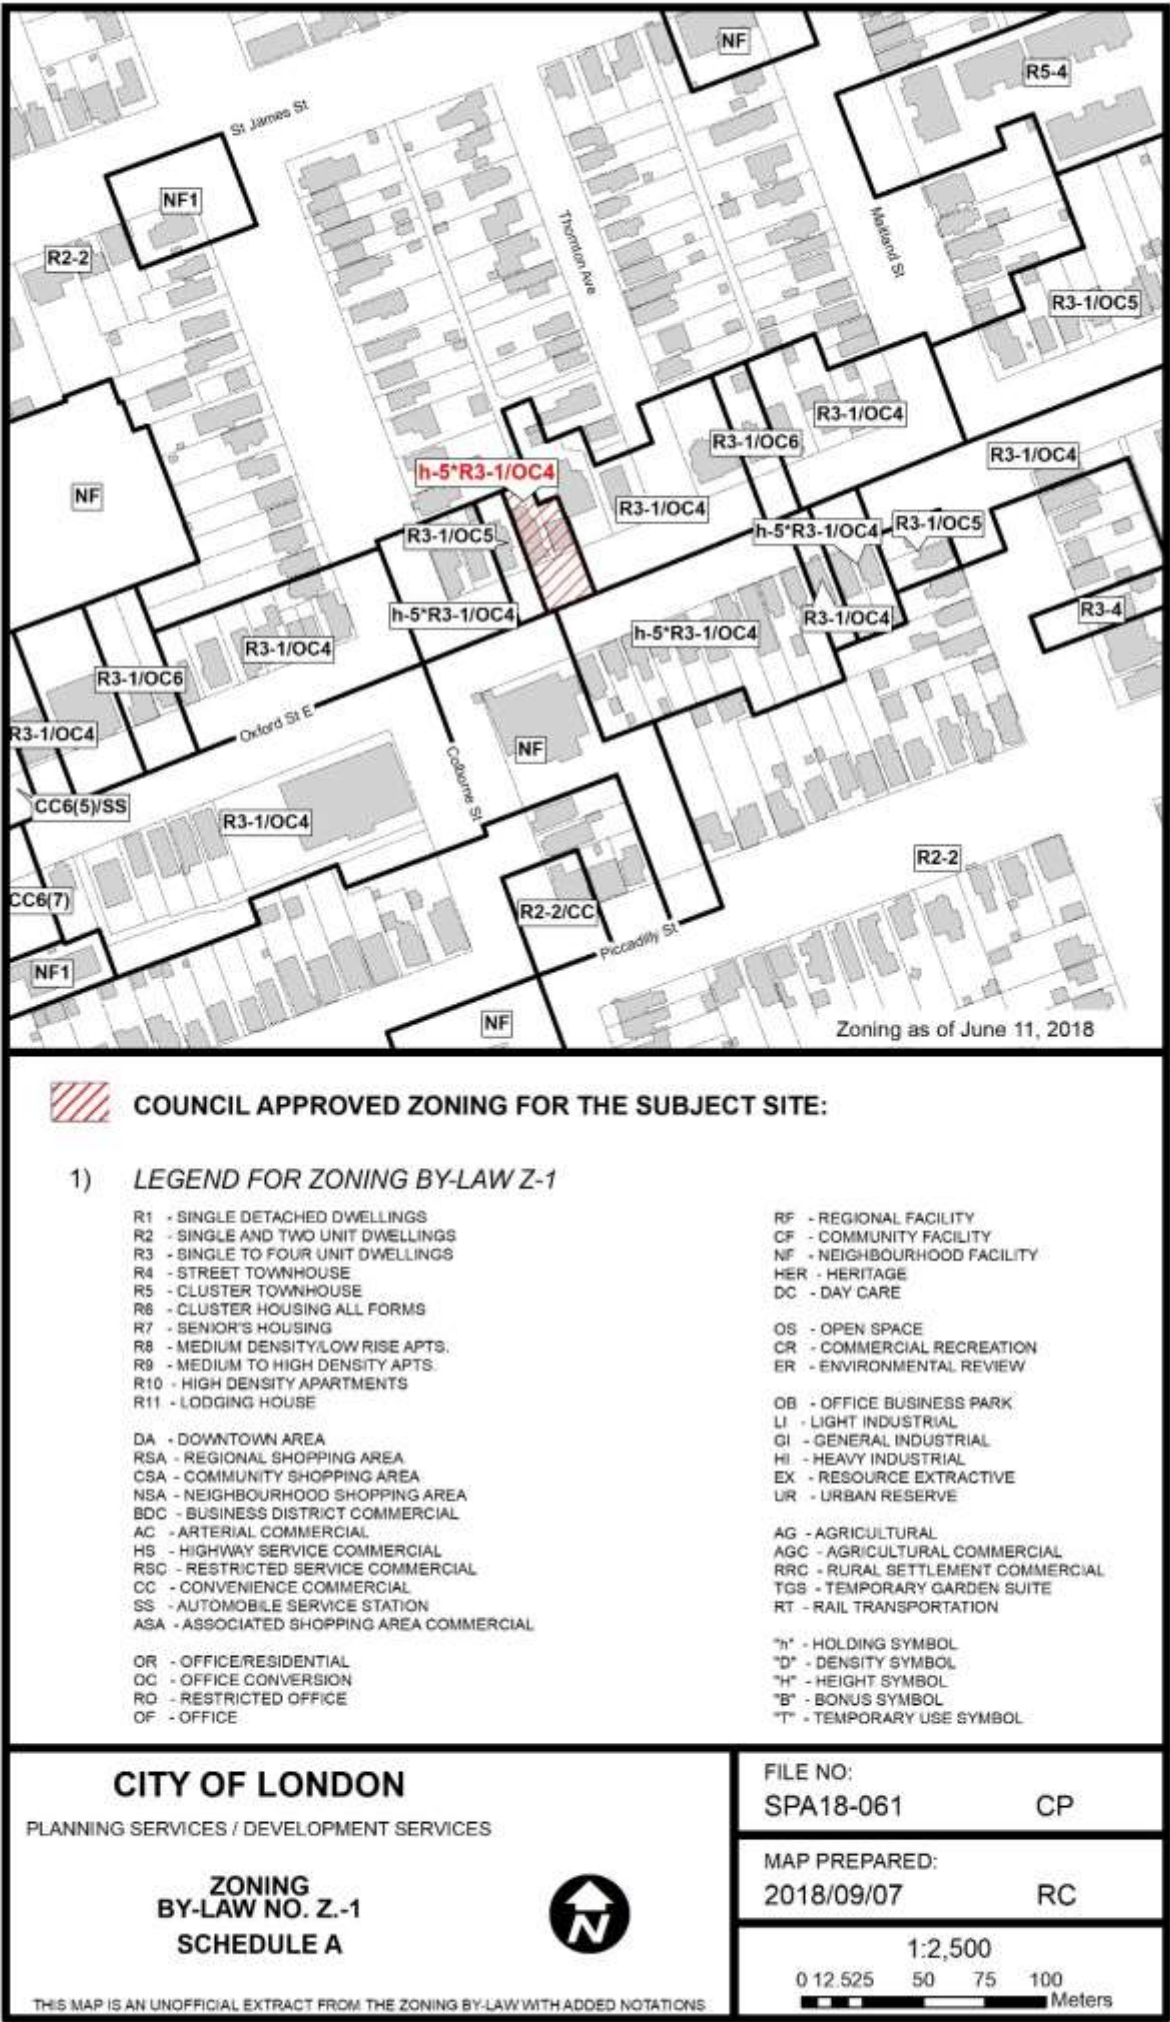 NF
R5-4
St James St
NF1
Thornton Ave
Maitland St
R2-2
R3-1/OC5
R3-1/OC4
R3-1/OC6
R3-1/OC4
h-5*R3-1/OC4
NF
R3-1/OC4
R3-1/OC5
h-5*R3-1/OC4
R3-1/OC5
h-5*R3-1/OC4
R3-1/OC4
R3-4
h-5*R3-1/OC4
R3-1/OC4
R3-1/OC6
Oxford St E
R3-1/OC4
NF
Colborne St
CC6(5)/SS
R3-1/OC4
R2-2
CC6(7)
R2-2/CC
Piccadilly St
NF1
NF
Zoning as of June 11, 2018
COUNCIL APPROVED ZONING FOR THE SUBJECT SITE:
1) LEGEND FOR ZONING BY-LAW Z-1
R1 - SINGLE DETACHED DWELLINGS
R2 - SINGLE AND TWO UNIT DWELLINGS
R3 - SINGLE TO FOUR UNIT DWELLINGS
R4 - STREET TOWNHOUSE
R5 - CLUSTER TOWNHOUSE
R6 - CLUSTER HOUSING ALL FORMS
R7 - SENIOR'S HOUSING
R8 - MEDIUM DENSITY/LOW RISE APTS.
R9 - MEDIUM TO HIGH DENSITY APTS.
R10 - HIGH DENSITY APARTMENTS
R11 - LODGING HOUSE
DA - DOWNTOWN AREA
RSA - REGIONAL SHOPPING AREA
CSA - COMMUNITY SHOPPING AREA
NSA - NEIGHBOURHOOD SHOPPING AREA
BDC - BUSINESS DISTRICT COMMERCIAL
AC - ARTERIAL COMMERCIAL
HS - HIGHWAY SERVICE COMMERCIAL
RSC - RESTRICTED SERVICE COMMERCIAL
CC - CONVENIENCE COMMERCIAL
SS - AUTOMOBILE SERVICE STATION
ASA - ASSOCIATED SHOPPING AREA COMMERCIAL
OR - OFFICE/RESIDENTIAL
OC - OFFICE CONVERSION
RO - RESTRICTED OFFICE
OF - OFFICE
RF - REGIONAL FACILITY
CF - COMMUNITY FACILITY
NF - NEIGHBOURHOOD FACILITY
HER - HERITAGE
DC - DAY CARE
OS - OPEN SPACE
CR - COMMERCIAL RECREATION
ER - ENVIRONMENTAL REVIEW
OB - OFFICE BUSINESS PARK
LI - LIGHT INDUSTRIAL
GI - GENERAL INDUSTRIAL
HI - HEAVY INDUSTRIAL
EX - RESOURCE EXTRACTIVE
UR - URBAN RESERVE
AG - AGRICULTURAL
AGC - AGRICULTURAL COMMERCIAL
RRC - RURAL SETTLEMENT COMMERCIAL
TGS - TEMPORARY GARDEN SUITE
RT - RAIL TRANSPORTATION
"h" - HOLDING SYMBOL
"D" - DENSITY SYMBOL
"H" - HEIGHT SYMBOL
"B" - BONUS SYMBOL
"T" - TEMPORARY USE SYMBOL
CITY OF LONDON
PLANNING SERVICES / DEVELOPMENT SERVICES
ZONING
BY-LAW NO. Z.-1
SCHEDULE A
N
THIS MAP IS AN UNOFFICIAL EXTRACT FROM THE ZONING BY-LAW WITH ADDED NOTATIONS
FILE NO:
SPA18-061 CP
MAP PREPARED:
2018/09/07 RC
1:2,500
0 12.525 50 75 100
Meters